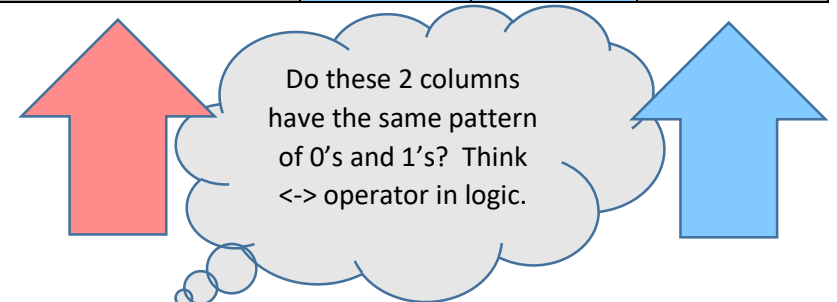 Do these 2 columns
have the same pattern
of 0’s and 1’s?  Think
<-> operator in logic.